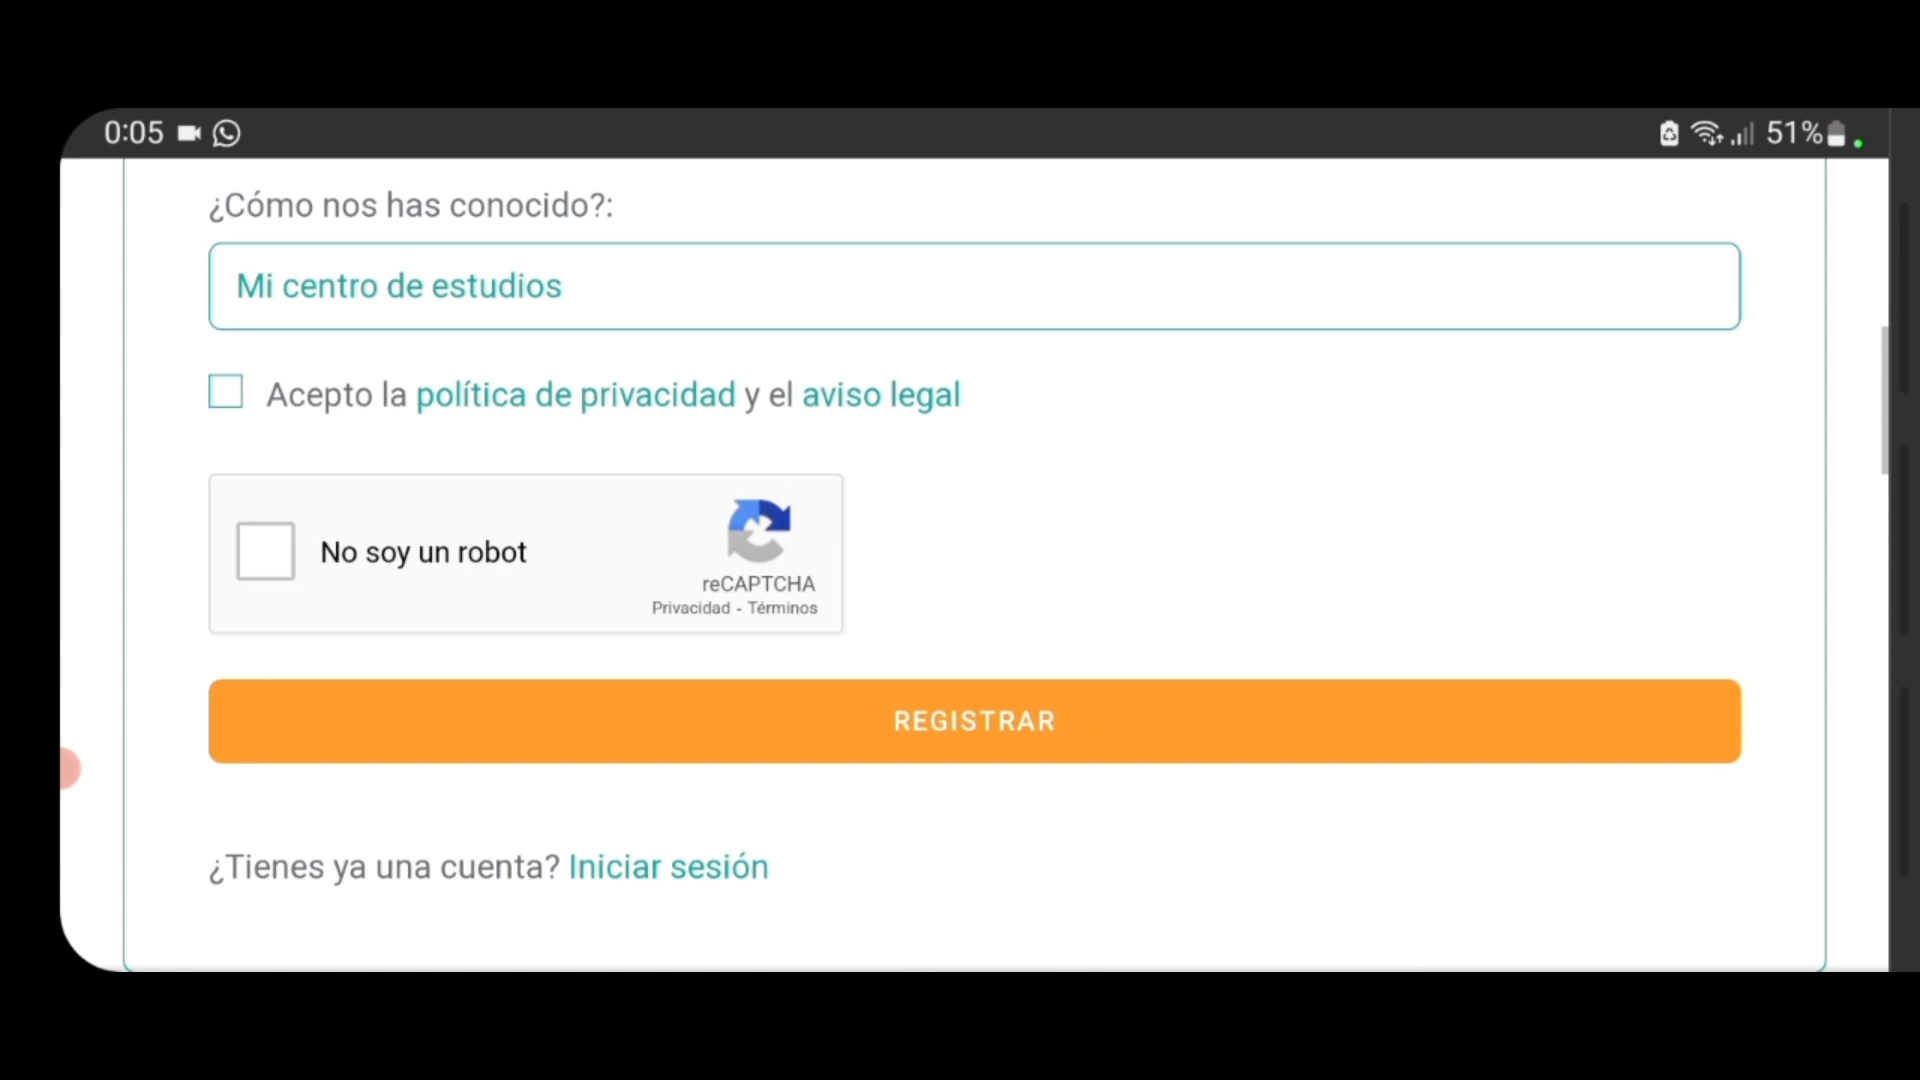 0:05 51%
¿Cómo nos has conocido?:
Mi centro de estudios
Acepto la política de privacidad y el aviso legal
No soy un robot
reCAPTCHA
Privacidad - Términos
REGISTRAR
¿Tienes ya una cuenta? Iniciar sesión